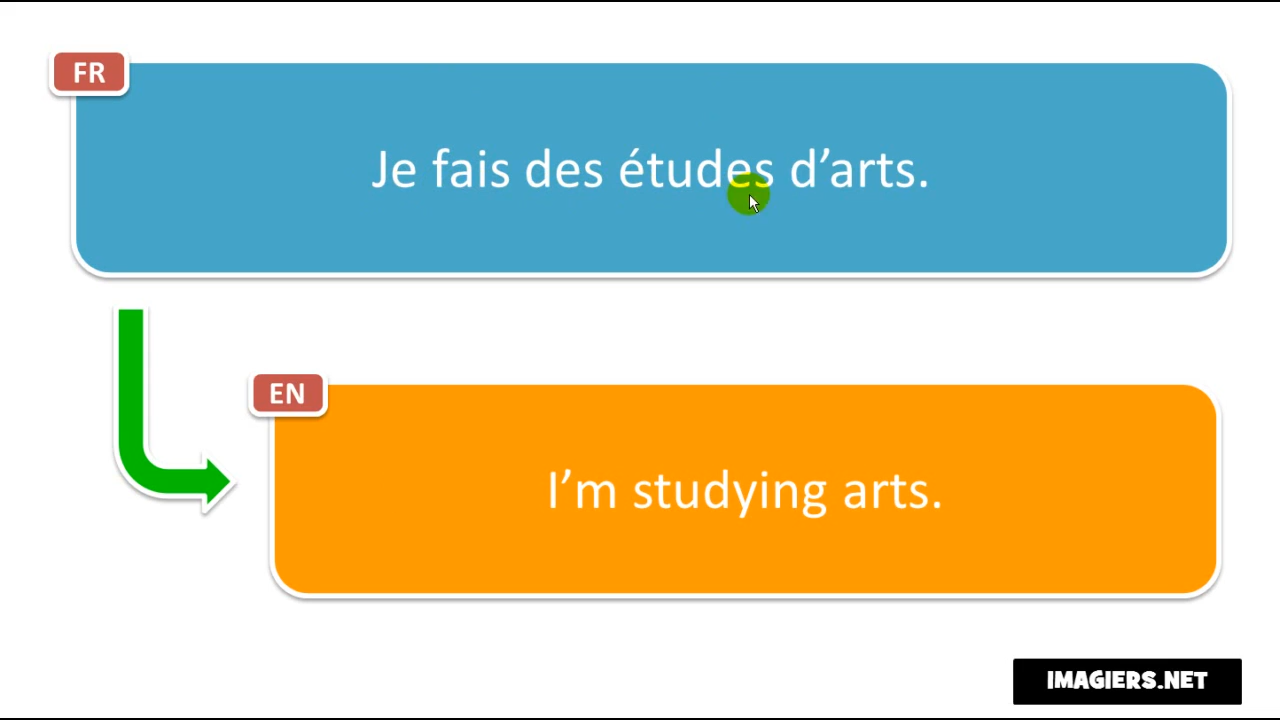 FR
Je fais des études d’arts.
EN
I’m studying arts.
IMAGIERS.NET